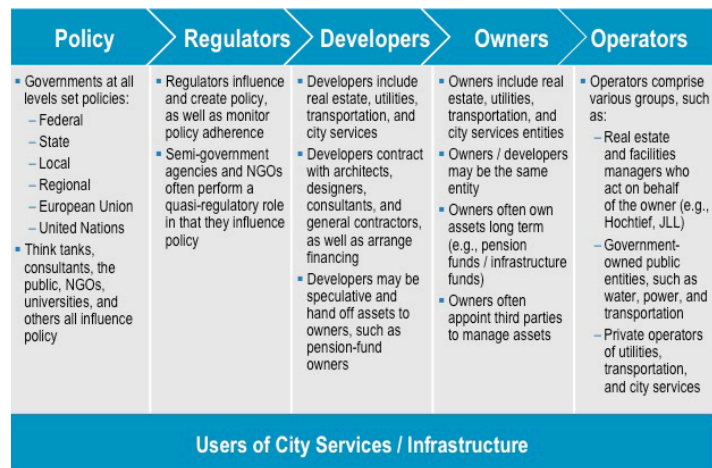 Policy
Regulators
Developers
Owners
Operators
▪ Governments at all
levels set policies:
– Federal
– State
– Local
– Regional
– European Union
– United Nations
▪ Think tanks,
consultants, the
public, NGOs,
universities, and
others all influence
policy
▪ Regulators influence
and create policy,
as well as monitor
policy adherence
▪ Semi-government
agencies and NGOs
often perform a
quasi-regulatory role
in that they influence
policy
▪ Developers include
real estate, utilities,
transportation, and
city services
▪ Developers contract
with architects,
designers,
consultants, and
general contractors,
as well as arrange
financing
▪ Developers may be
speculative and
hand off assets to
owners, such as
pension-fund
owners
▪ Owners include real
estate, utilities,
transportation, and
city services entities
▪ Owners / developers
may be the same
entity
▪ Owners often own
assets long term
(e.g., pension
funds / infrastructure
funds)
▪ Owners often
appoint third parties
to manage assets
▪ Operators comprise
various groups, such
as:
– Real estate
and facilities
managers who
act on behalf
of the owner (e.g.,
Hochtief, JLL)
– Government-
owned public
entities, such as
water, power, and
transportation
– Private operators
of utilities,
transportation,
and city services
Users of City Services / Infrastructure